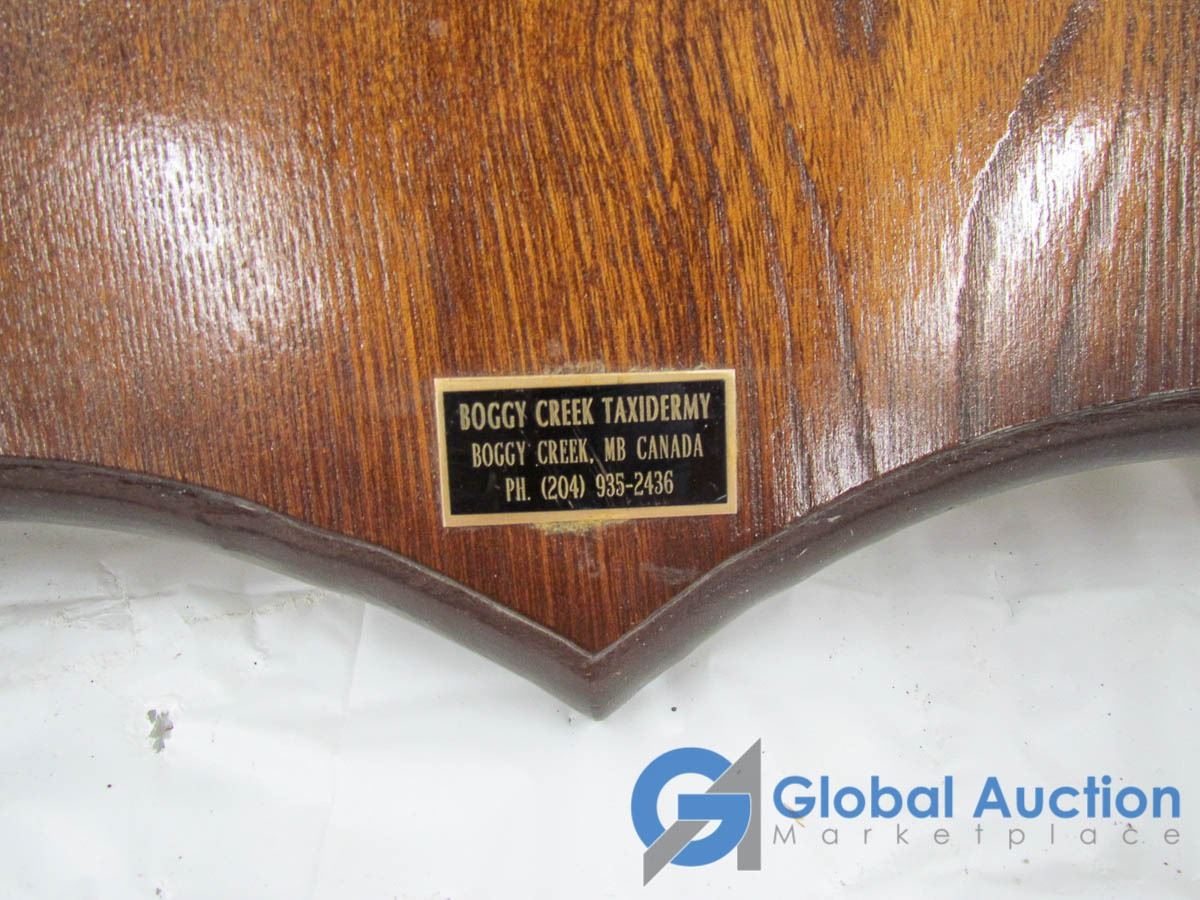 BOGGY CREEK TAXIDERMY
BOGGY CREEK, MB CANADA
PH. (204) 935-2436
Global Auction
Marketplace